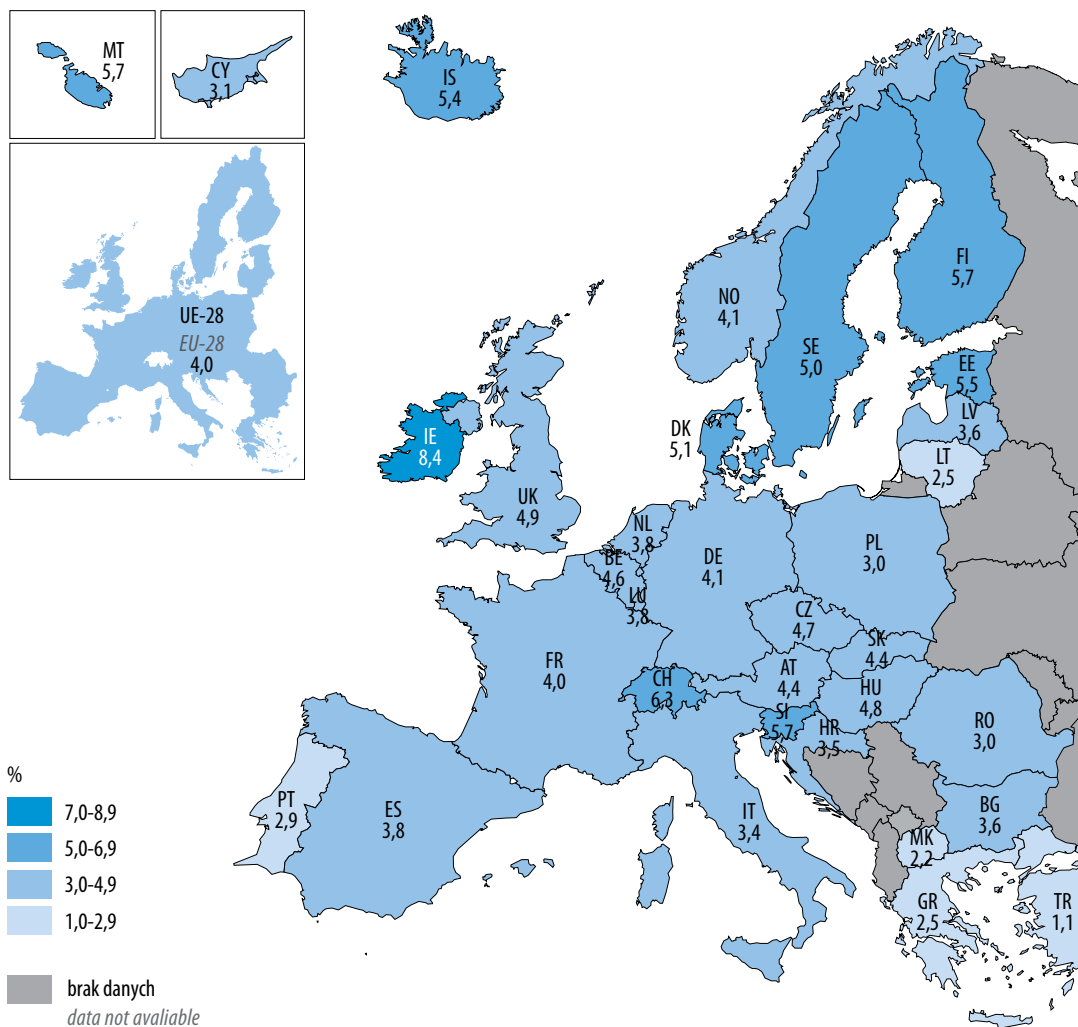 MT
5,7
CY
3,1
IS
5,4
UE-28
EU-28
4,0
NO
4,1
FI
5,7
SE
5,0
EE
5,5
LV
3,6
LT
2,5
DK
5,1
IE
8,4
UK
4,9
NL
3,8
BE
4,6
LU
3,8
DE
4,1
PL
3,0
CZ
4,7
SK
4,4
FR
4,0
CH
6,3
AT
4,4
HU
4,8
SI
5,7
HR
3,5
RO
3,0
PT
2,9
ES
3,8
IT
3,4
BG
3,6
MK
2,2
GR
2,5
TR
1,1
%
7,0-8,9
5,0-6,9
3,0-4,9
1,0-2,9
brak danych
data not avaliable